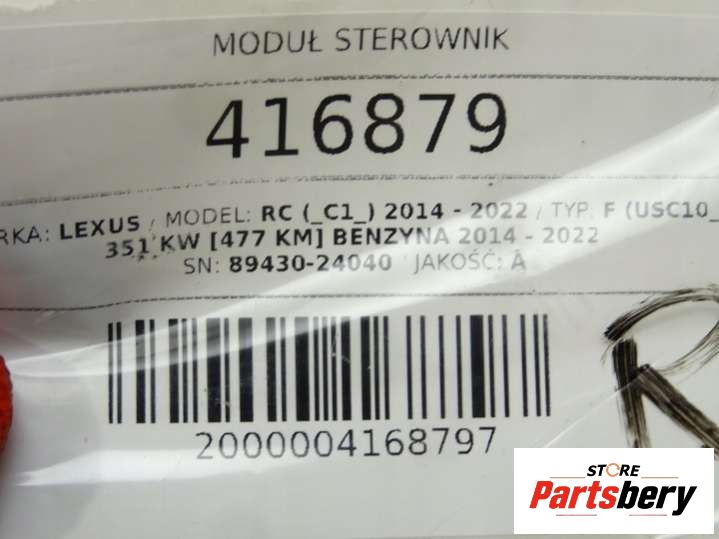 MODUŁ STEROWNIK
416879
RKA: LEXUS / MODEL: RC (_C1_) 2014 - 2022 / TYP: F (USC10_
351 KW [477 KM] BENZYNA 2014 - 2022
SN: 89430-24040 JAKOŚĆ: A
2000004168797
R
STORE
Partsbery